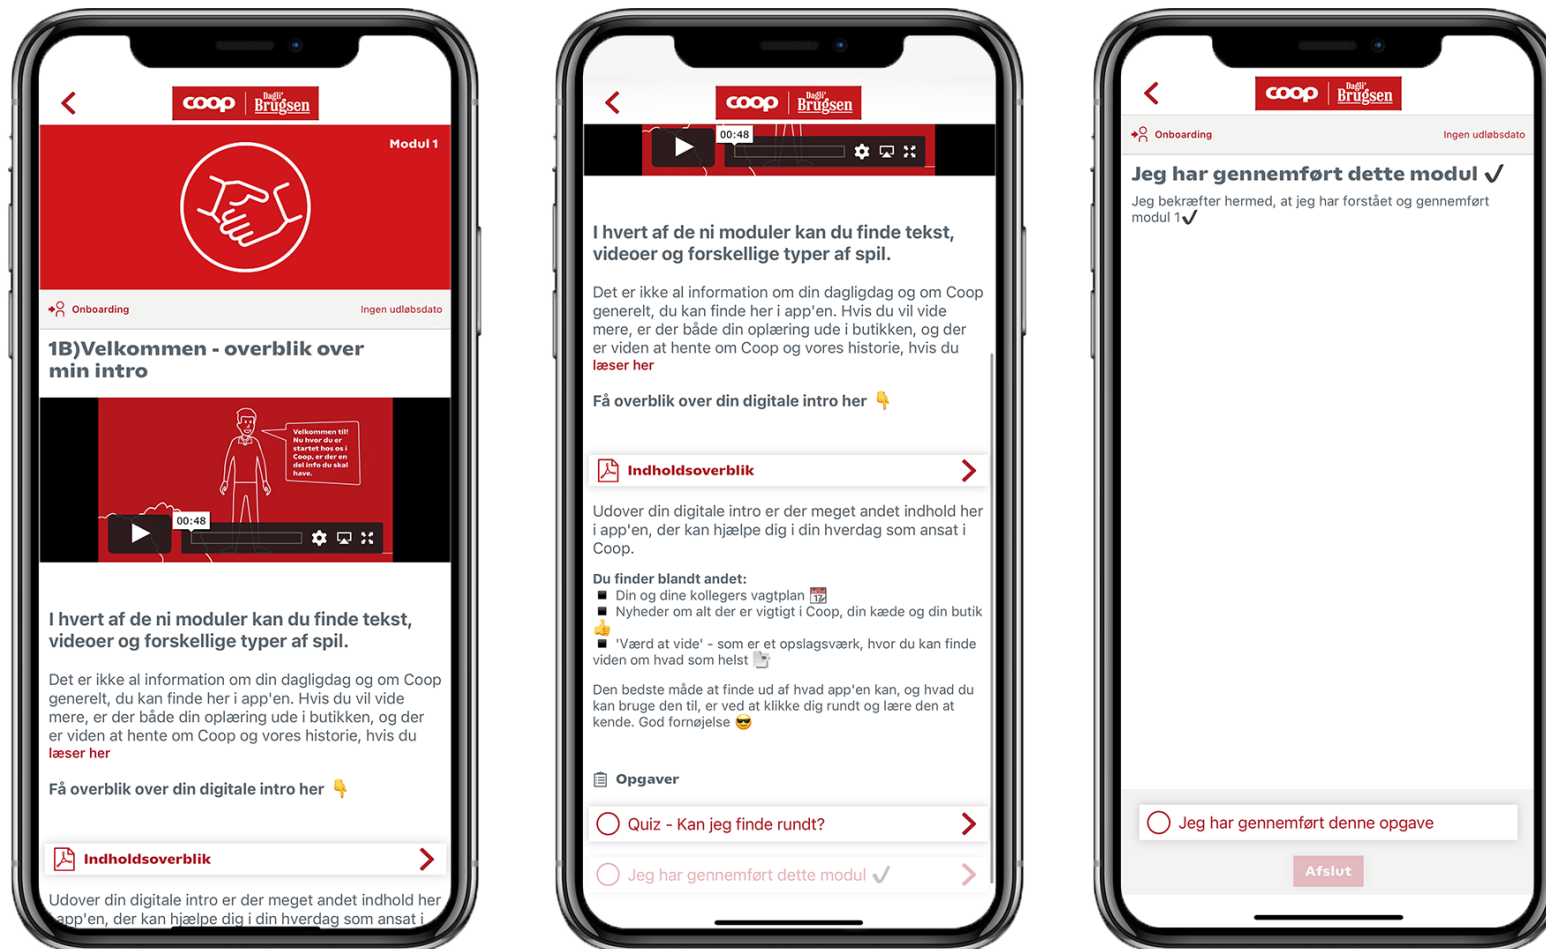 coop | Dagli' Brugsen
Modul 1
Onboarding
Ingen udløbsdato
1B)Velkommen - overblik over
min intro
Velkommen til!
Nu hvor du er
startet hos os i
Coop, er der en
del info du skal
have.
00:48
I hvert af de ni moduler kan du finde tekst,
videoer og forskellige typer af spil.
Det er ikke al information om din dagligdag og om Coop
generelt, du kan finde her i app'en. Hvis du vil vide
mere, er der både din oplæring ude i butikken, og der
er viden at hente om Coop og vores historie, hvis du
læser her
Få overblik over din digitale intro her 👇
Indholdsoverblik
Udover din digitale intro er der meget andet indhold her
i app'en, der kan hjælpe dig i din hverdag som ansat i
coop | Dagli' Brugsen
00:48
I hvert af de ni moduler kan du finde tekst,
videoer og forskellige typer af spil.
Det er ikke al information om din dagligdag og om Coop
generelt, du kan finde her i app'en. Hvis du vil vide
mere, er der både din oplæring ude i butikken, og der
er viden at hente om Coop og vores historie, hvis du
læser her
Få overblik over din digitale intro her 👇
Indholdsoverblik
Udover din digitale intro er der meget andet indhold her
i app'en, der kan hjælpe dig i din hverdag som ansat i
Coop.
Du finder blandt andet:
▪ Din og dine kollegers vagtplan 📅
▪ Nyheder om alt der er vigtigt i Coop, din kæde og din butik
👍
▪ 'Værd at vide' - som er et opslagsværk, hvor du kan finde
viden om hvad som helst 📑
Den bedste måde at finde ud af hvad app'en kan, og hvad du
kan bruge den til, er ved at klikke dig rundt og lære den at
kende. God fornøjelse 😎
Opgaver
Quiz - Kan jeg finde rundt?
Jeg har gennemført dette modul ✔
coop | Dagli' Brugsen
Onboarding
Ingen udløbsdato
Jeg har gennemført dette modul ✔
Jeg bekræfter hermed, at jeg har forstået og gennemført
modul 1✔
Jeg har gennemført denne opgave
Afslut